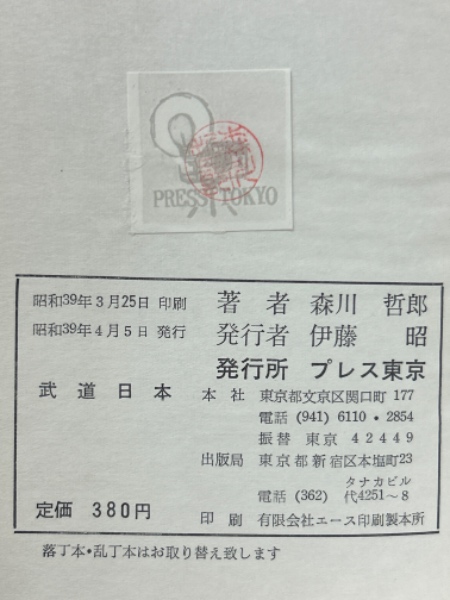 PRESS TOKYO
昭和39年3月25日 印刷
昭和39年4月5日 発行
武道日本
定価 380円
著者 森川 哲郎
発行者 伊藤 昭
発行所 プレス東京
本社 東京都文京区関口町 177
電話 (941) 6110・2854
振替 東京 42449
出版局 東京都新宿区本塩町23
タナカビル
電話 (362) 代4251~8
印刷 有限会社エース印刷製本所
落丁本・乱丁本はお取り替え致します